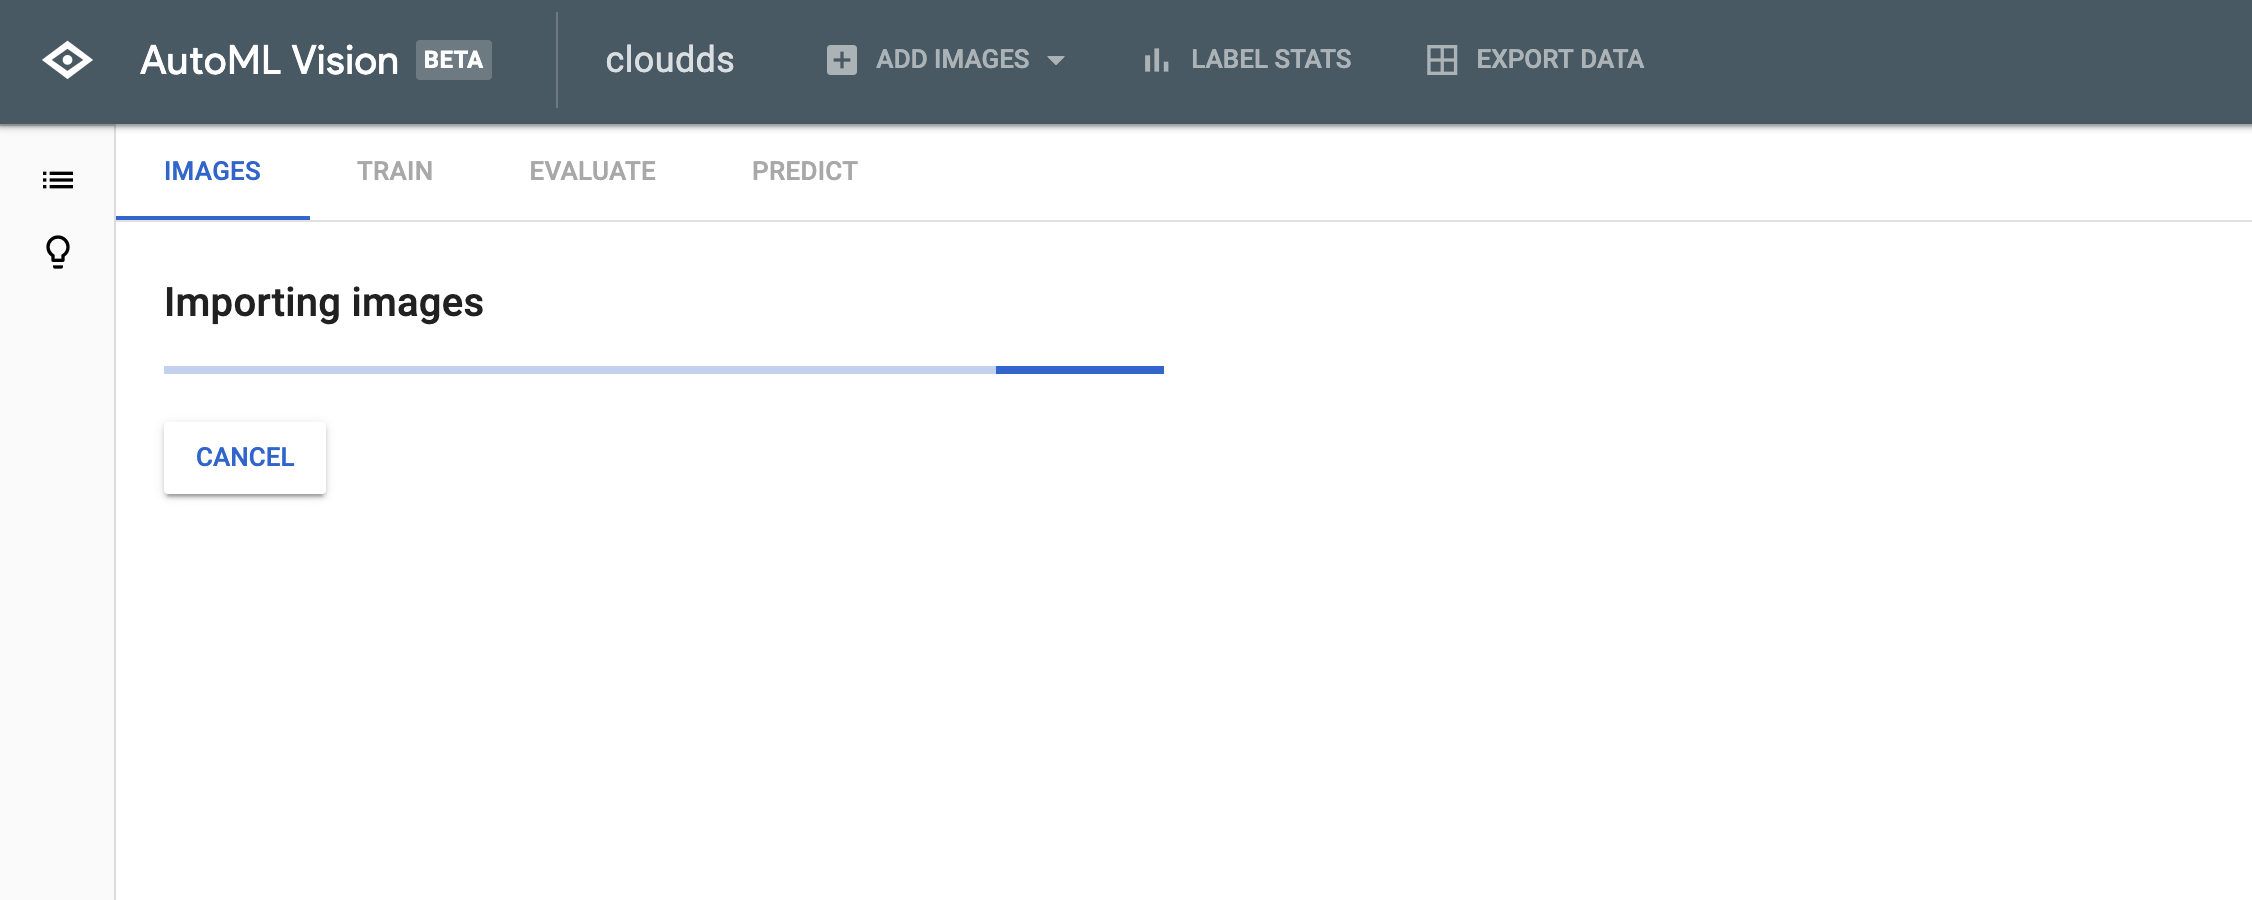 AutoML Vision BETA cloudds ADD IMAGES LABEL STATS EXPORT DATA
IMAGES TRAIN EVALUATE PREDICT
Importing images
CANCEL